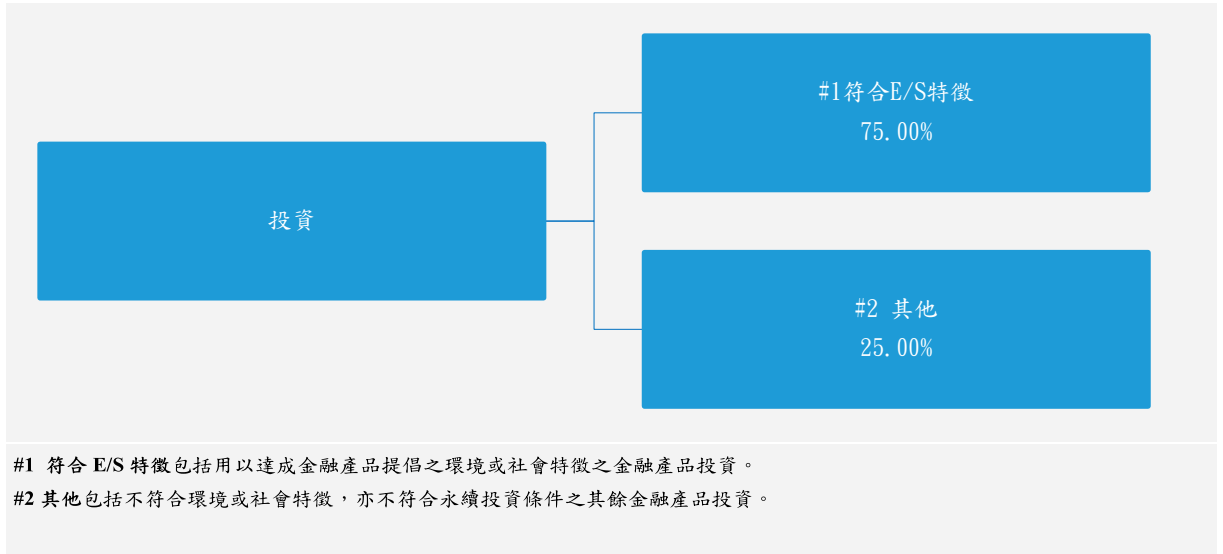 投資
#1符合E/S特徵
75.00%
#2 其他
25.00%
#1 符合 E/S 特徵包括用以達成金融產品提倡之環境或社會特徵之金融產品投資。
#2 其他包括不符合環境或社會特徵，亦不符合永續投資條件之其餘金融產品投資。